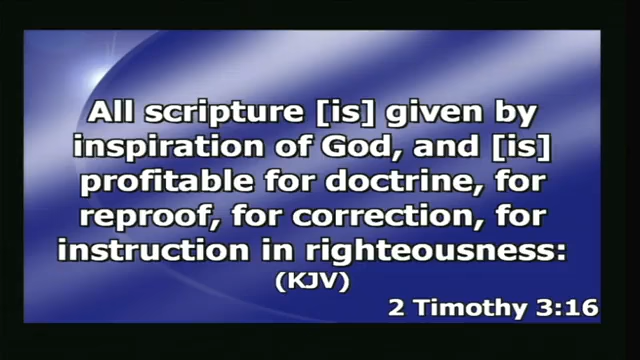 All scripture [is] given by
inspiration of God, and [is]
profitable for doctrine, for
reproof, for correction, for
instruction in righteousness:
(KJV)
2 Timothy 3:16